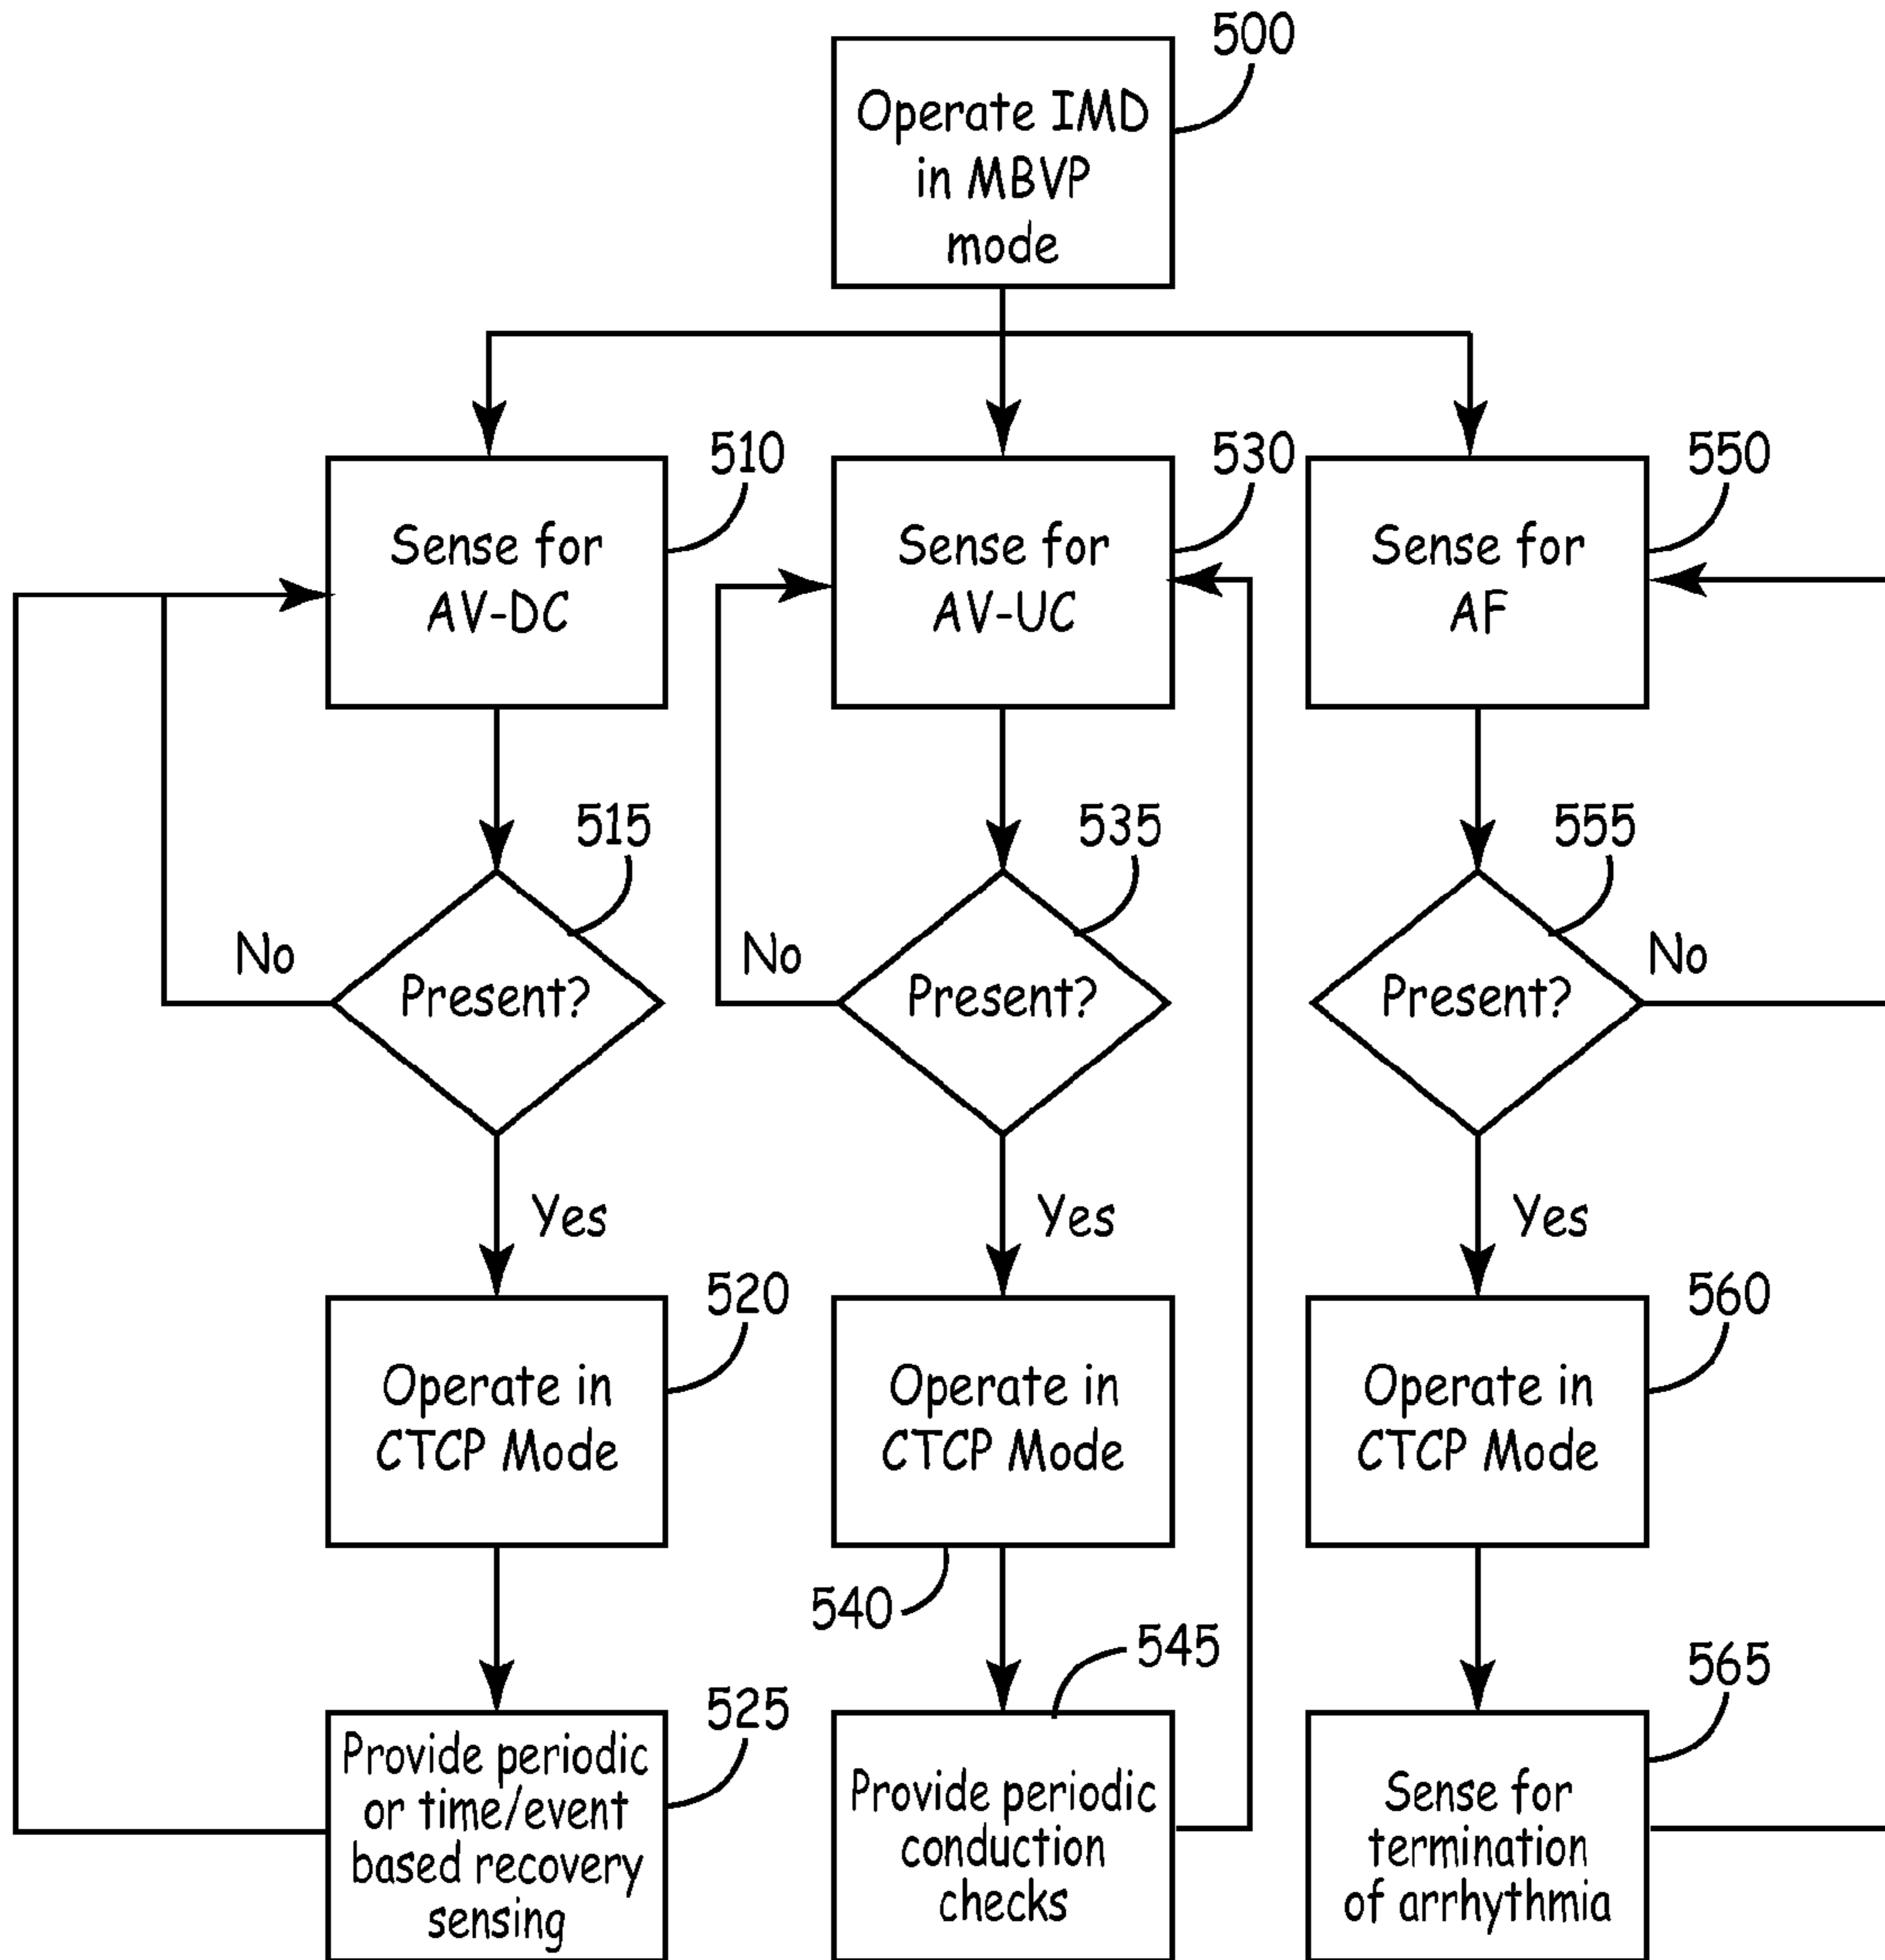 500
Operate IMD
in MBVP
mode
510
530
550
Sense for
AV-DC
Sense for
AV-UC
Sense for
AF
515
535
555
No
Present?
No
Present?
Present?
No
Yes
Yes
Yes
520
560
Operate in
CTCP Mode
Operate in
CTCP Mode
Operate in
CTCP Mode
540
545
525
565
Provide periodic
or time/event
based recovery
sensing
Provide periodic
conduction
checks
Sense for
termination
of arrhythmia